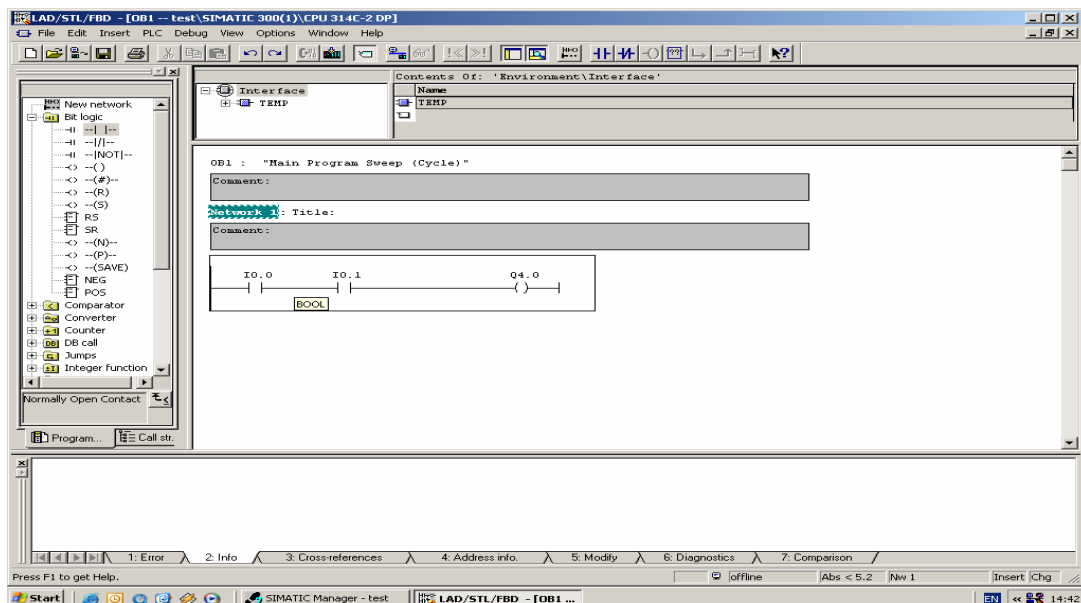 LAD/STL/FBD - [OB1 -- test\SIMATIC 300(1)\CPU 314C-2 DP]
File Edit Insert PLC Debug View Options Window Help
New network
Bit logic
--| |--
--|/|--
--|NOT|--
--( )
--(#)--
--(R)
--(S)
RS
SR
--(N)--
--(P)--
--(SAVE)
NEG
POS
Comparator
Converter
Counter
DB call
Jumps
Integer function
Normally Open Contact
Program... Call str.
Interface
TEMP
Contents Of: 'Environment\Interface'
Name
TEMP
OB1 : "Main Program Sweep (Cycle)"
Comment:
Network 1: Title:
Comment:
I0.0 I0.1 Q4.0
BOOL
1: Error 2: Info 3: Cross-references 4: Address info. 5: Modify 6: Diagnostics 7: Comparison
Press F1 to get Help. offline Abs < 5.2 Nw 1 Insert Chg
Start SIMATIC Manager - test LAD/STL/FBD - [OB1 ... EN « 14:42